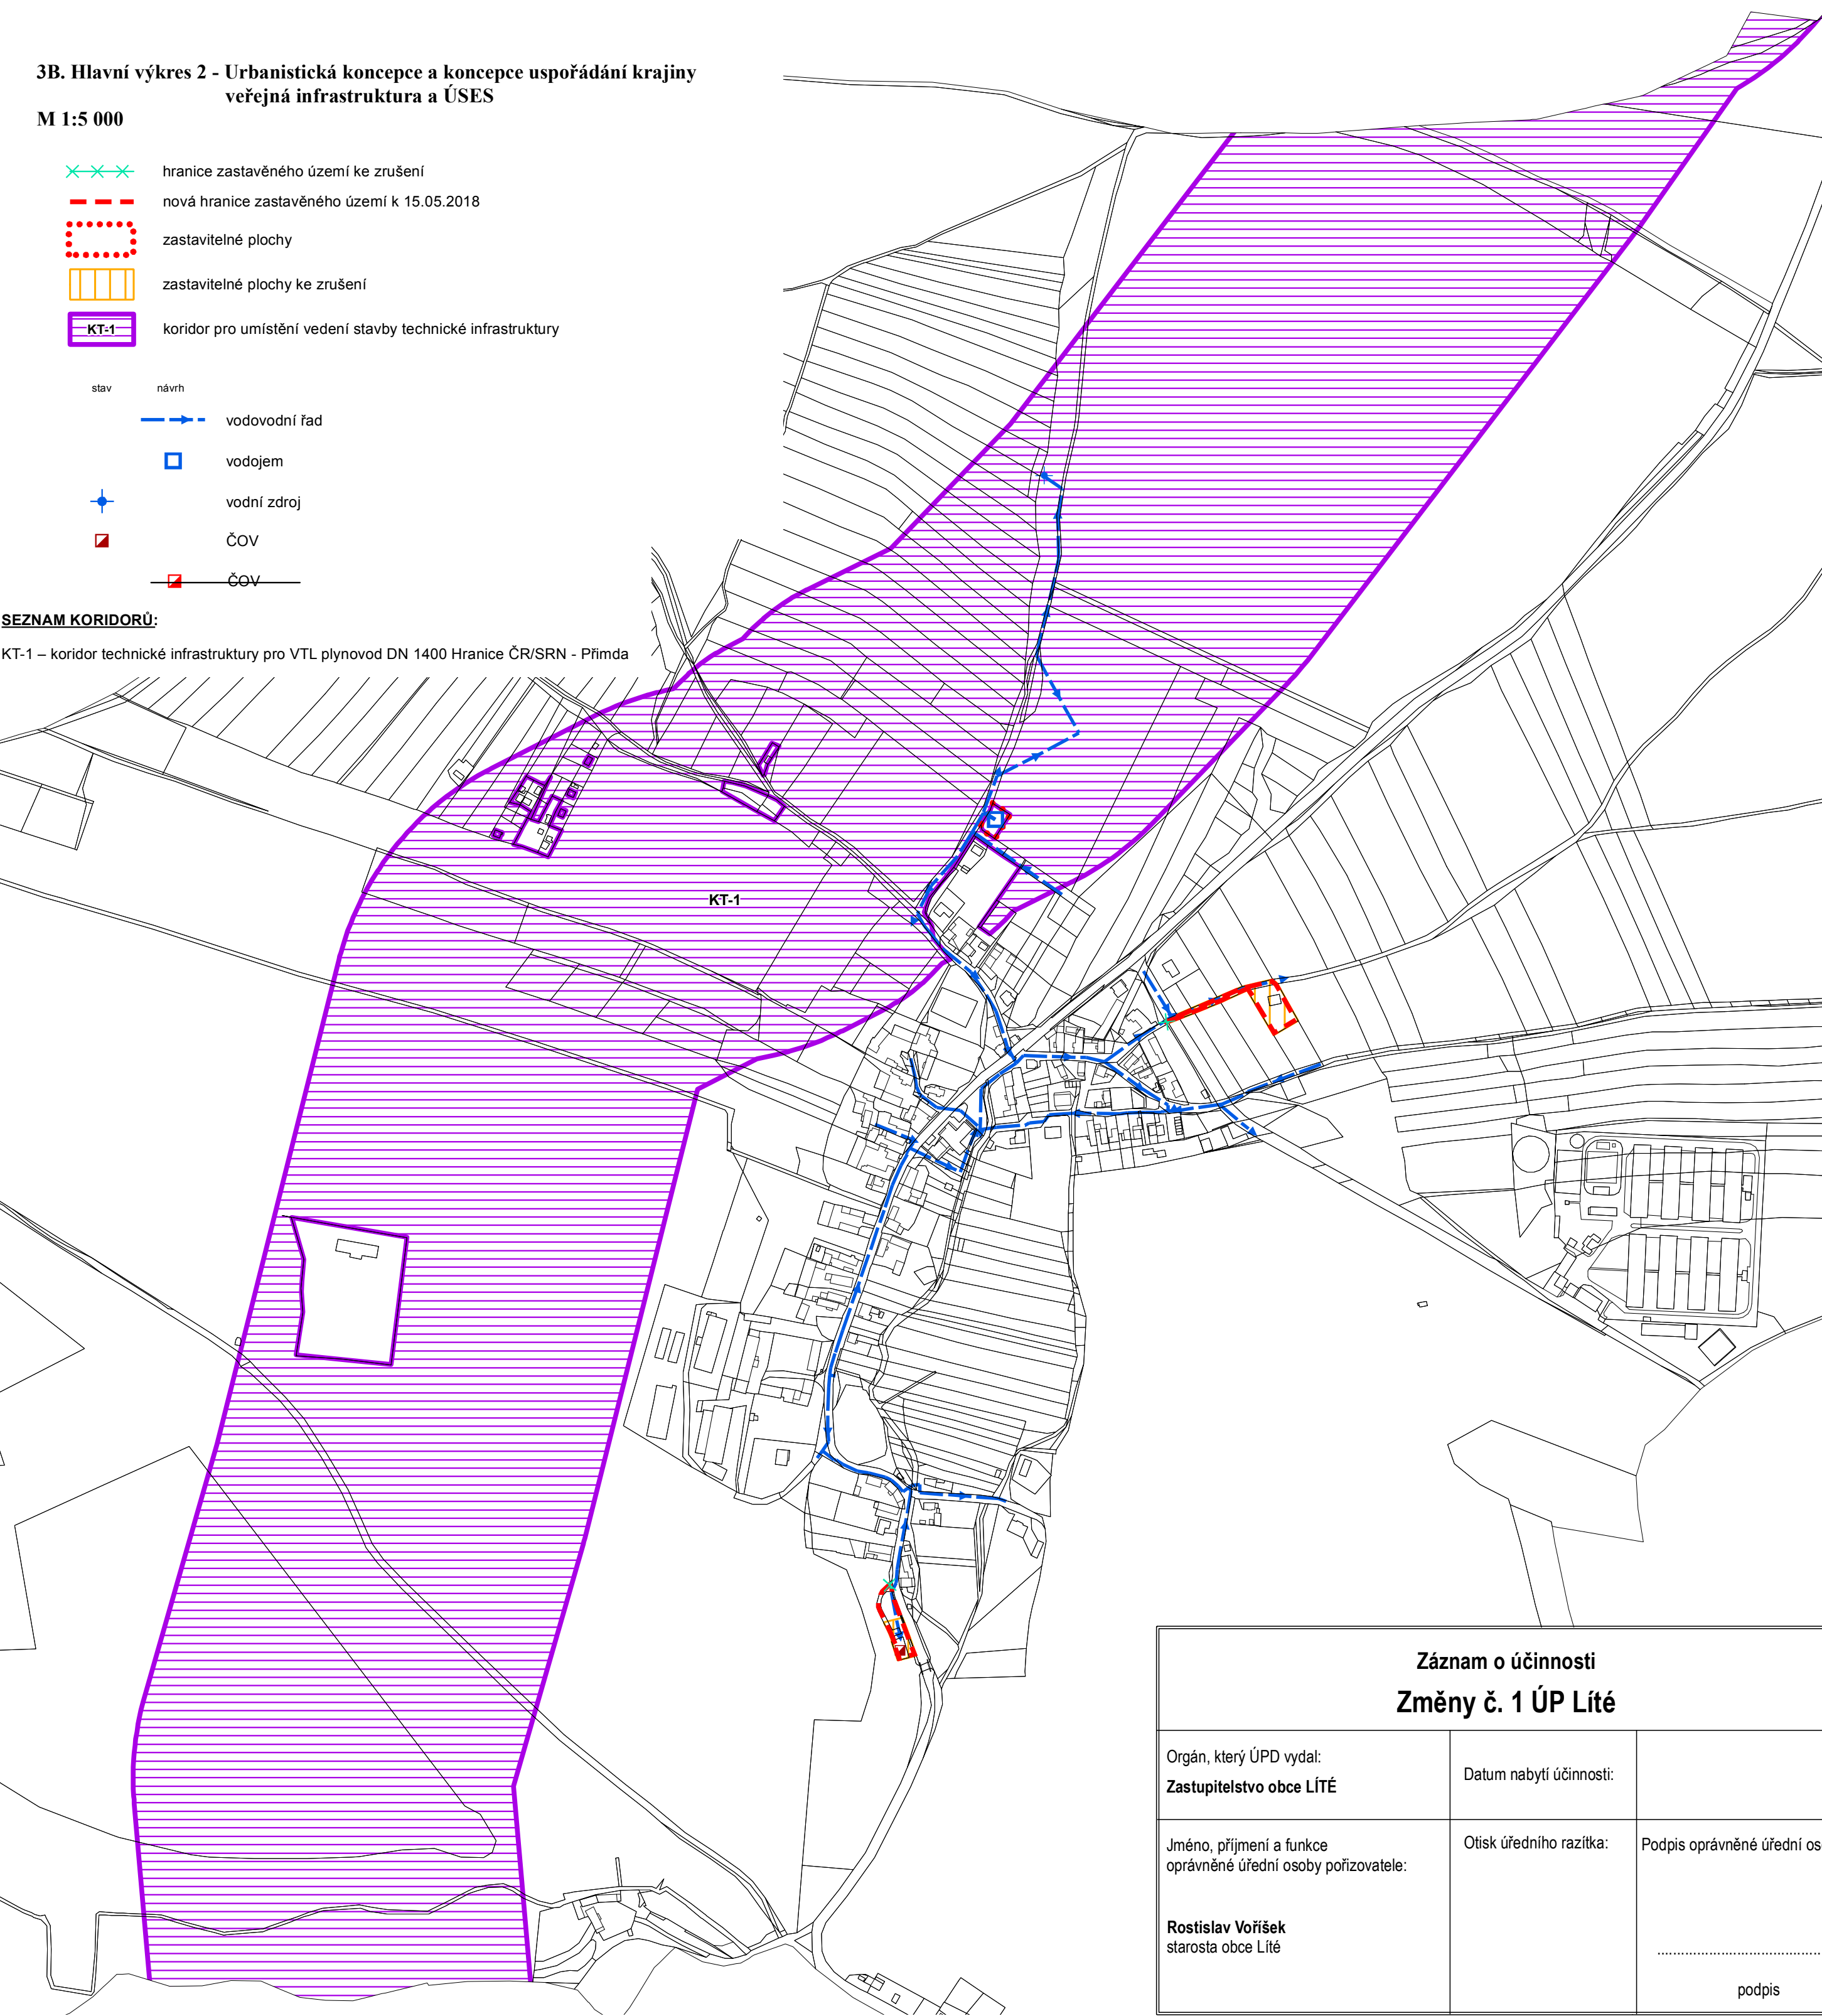 3B. Hlavní výkres 2 - Urbanistická koncepce a koncepce uspořádání krajiny
veřejná infrastruktura a ÚSES
M 1:5 000
hranice zastavěného území ke zrušení
nová hranice zastavěného území k 15.05.2018
zastavitelné plochy
zastavitelné plochy ke zrušení
KT-1 koridor pro umístění vedení stavby technické infrastruktury
stav návrh
vodovodní řad
vodojem
vodní zdroj
ČOV
ČOV
SEZNAM KORIDORŮ:
KT-1 – koridor technické infrastruktury pro VTL plynovod DN 1400 Hranice ČR/SRN - Přimda
KT-1
Záznam o účinnosti
Změny č. 1 ÚP Líté
Orgán, který ÚPD vydal:
Zastupitelstvo obce LÍTÉ
Datum nabytí účinnosti:
Jméno, příjmení a funkce
oprávněné úřední osoby pořizovatele:
Otisk úředního razítka:
Podpis oprávněné úřední os
Rostislav Voříšek
starosta obce Líté
podpis